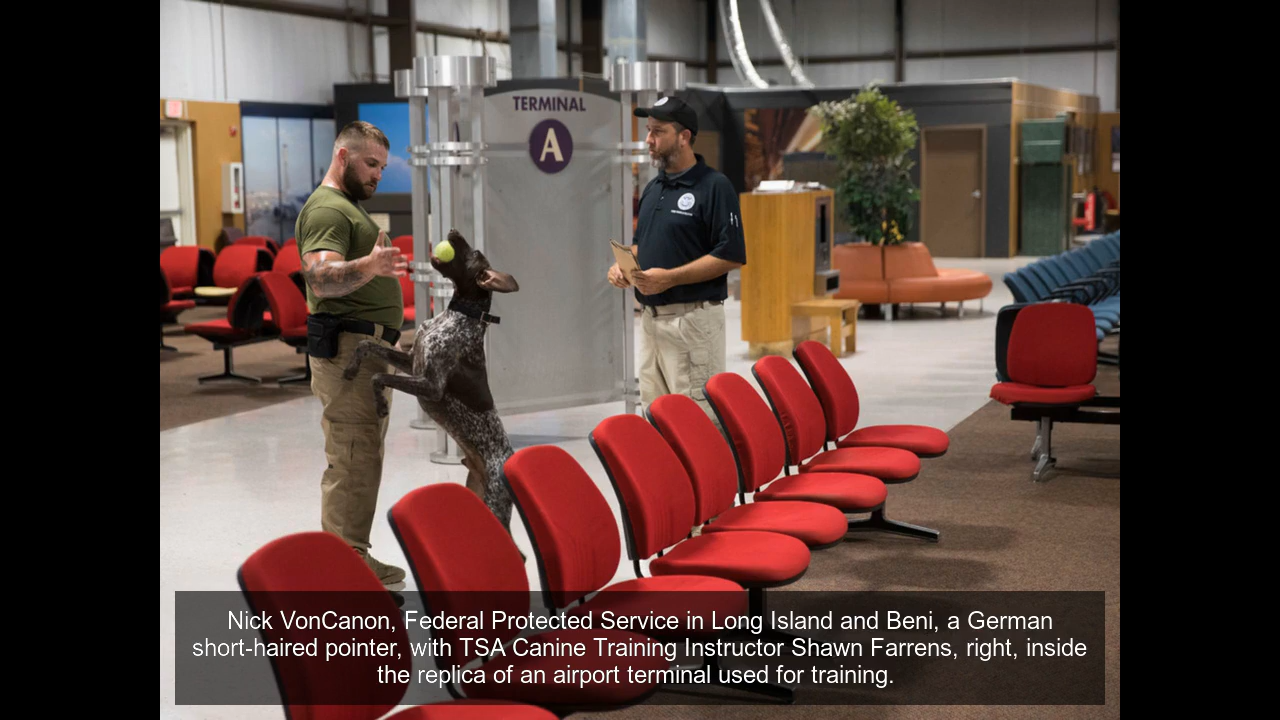 TERMINAL
A
Nick VonCanon, Federal Protected Service in Long Island and Beni, a German
short-haired pointer, with TSA Canine Training Instructor Shawn Farrens, right, inside
the replica of an airport terminal used for training.